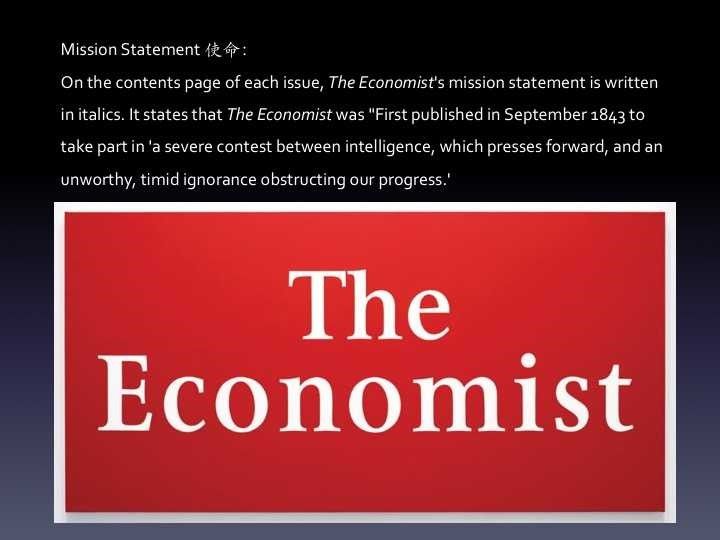 Mission Statement 使命:
On the contents page of each issue, The Economist's mission statement is written
in italics. It states that The Economist was "First published in September 1843 to
take part in 'a severe contest between intelligence, which presses forward, and an
unworthy, timid ignorance obstructing our progress.'
The
Economist